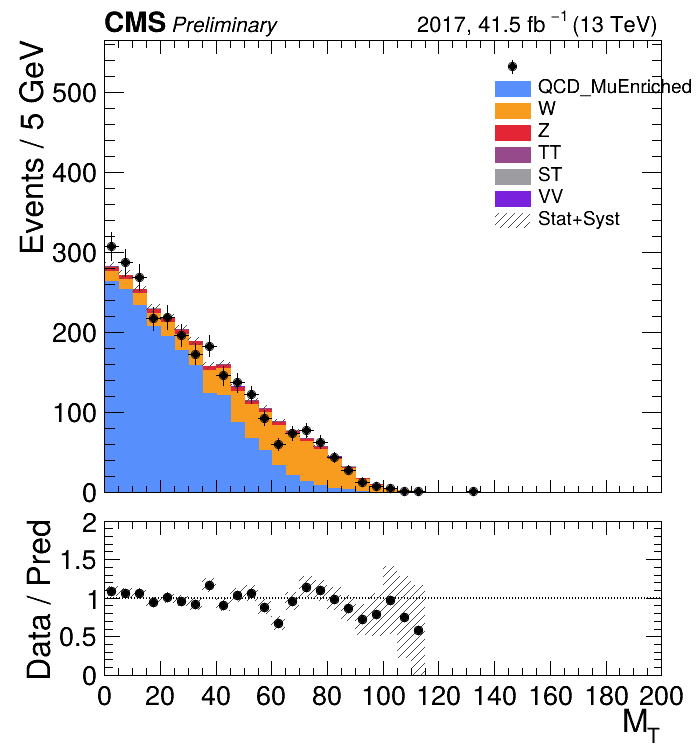 CMS Preliminary 2017, 41.5 fb⁻¹ (13 TeV)
Events / 5 GeV
500
400
300
200
100
0
QCD_MuEnriched
W
Z
TT
ST
VV
Stat+Syst
Data / Pred
2
1.5
1
0.5
0
0 20 40 60 80 100 120 140 160 180 200
M_T